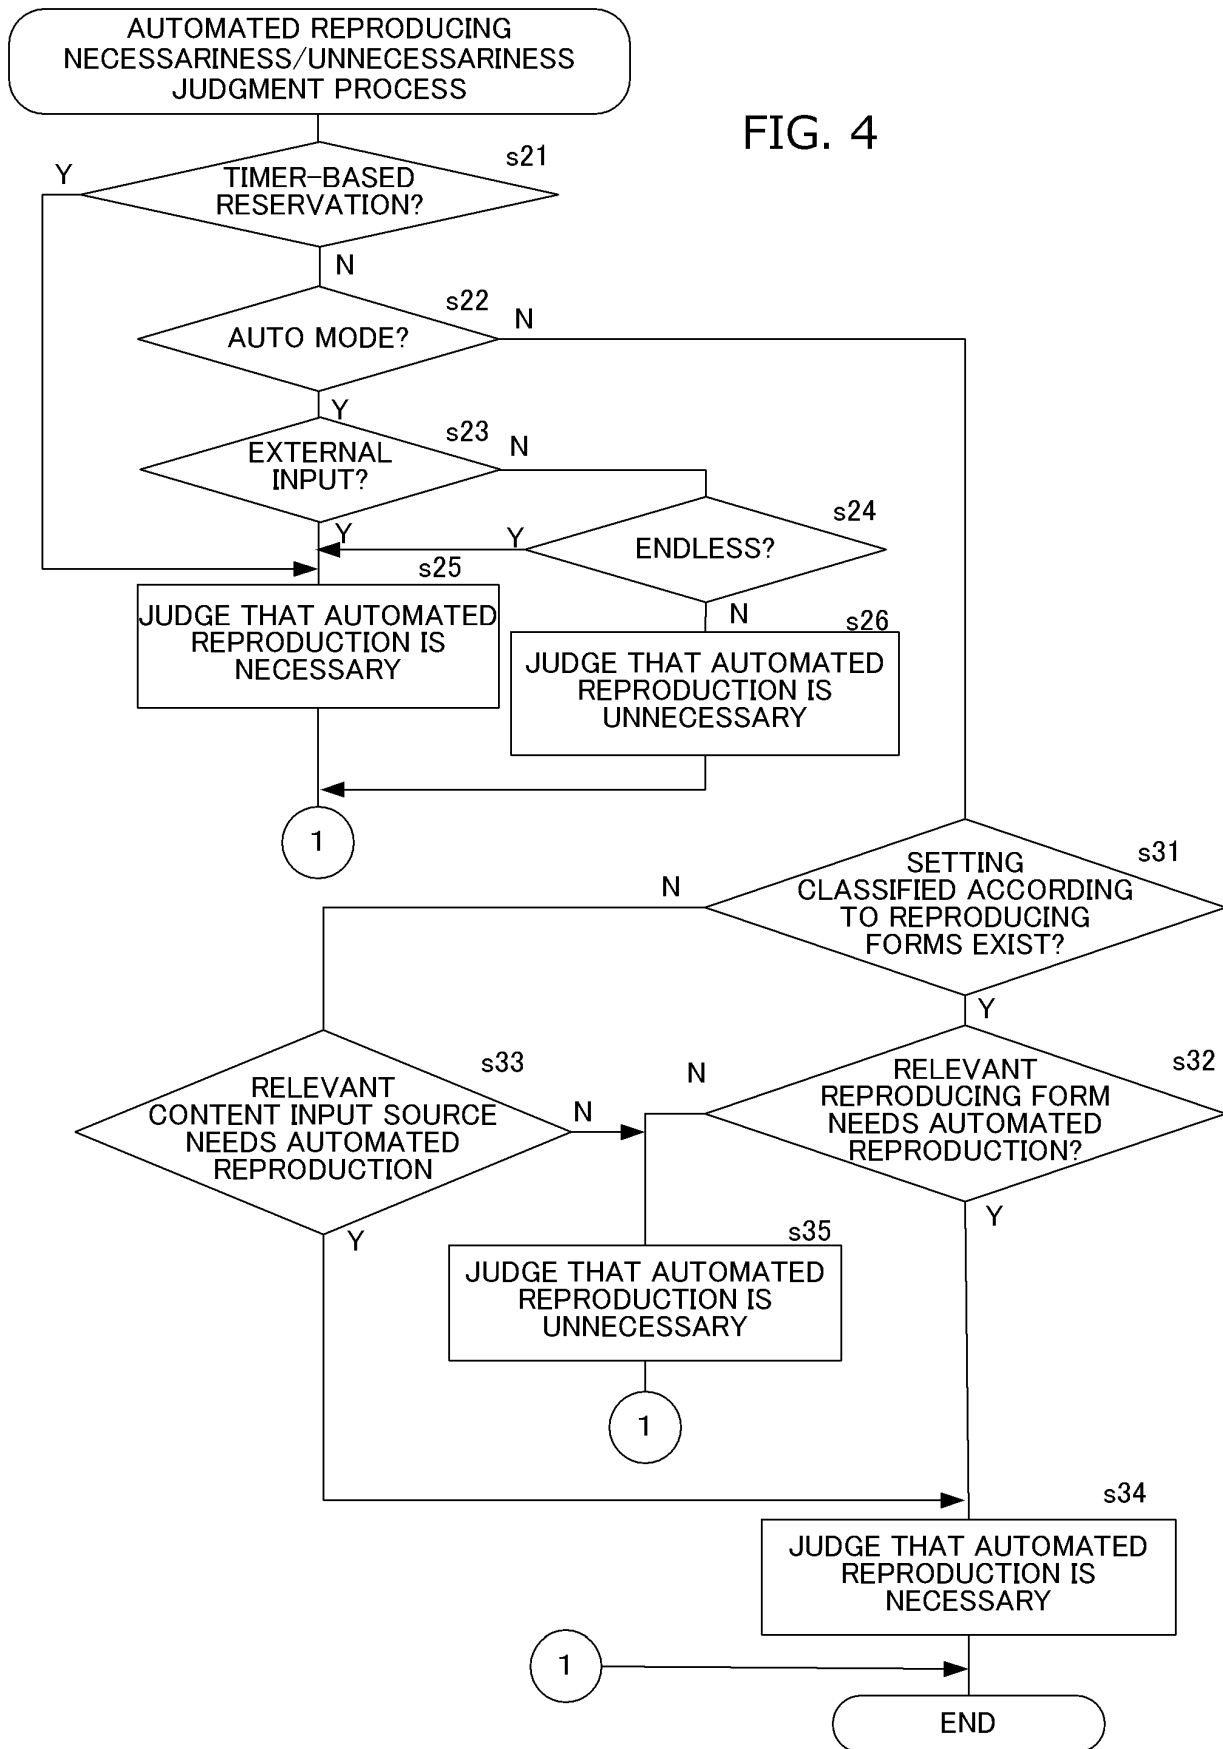 AUTOMATED REPRODUCING
NECESSARINESS/UNNECESSARINESS
JUDGMENT PROCESS
FIG. 4
s21
Y
TIMER-BASED
RESERVATION?
N
s22
N
AUTO MODE?
Y
s23
N
EXTERNAL
INPUT?
Y
s24
Y
ENDLESS?
s25
N
JUDGE THAT AUTOMATED
REPRODUCTION IS
NECESSARY
s26
JUDGE THAT AUTOMATED
REPRODUCTION IS
UNNECESSARY
1
s31
N
SETTING
CLASSIFIED ACCORDING
TO REPRODUCING
FORMS EXIST?
Y
s33
N
s32
RELEVANT
CONTENT INPUT SOURCE
NEEDS AUTOMATED
REPRODUCTION
N
RELEVANT
REPRODUCING FORM
NEEDS AUTOMATED
REPRODUCTION?
Y
Y
s35
JUDGE THAT AUTOMATED
REPRODUCTION IS
UNNECESSARY
1
s34
JUDGE THAT AUTOMATED
REPRODUCTION IS
NECESSARY
1
END